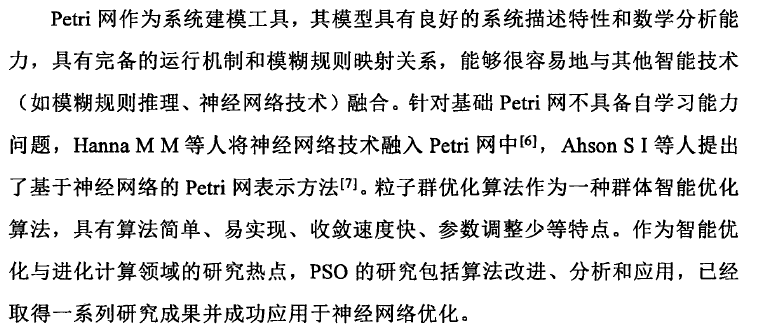 Petri 网作为系统建模工具，其模型具有良好的系统描述特性和数学分析能
力，具有完备的运行机制和模糊规则映射关系，能够很容易地与其他智能技术
（如模糊规则推理、神经网络技术）融合。针对基础 Petri 网不具备自学习能力
问题，Hanna M M 等人将神经网络技术融入 Petri 网中[6]，Ahson S I 等人提出
了基于神经网络的 Petri 网表示方法[7]。粒子群优化算法作为一种群体智能优化
算法，具有算法简单、易实现、收敛速度快、参数调整少等特点。作为智能优
化与进化计算领域的研究热点，PSO 的研究包括算法改进、分析和应用，已经
取得一系列研究成果并成功应用于神经网络优化。